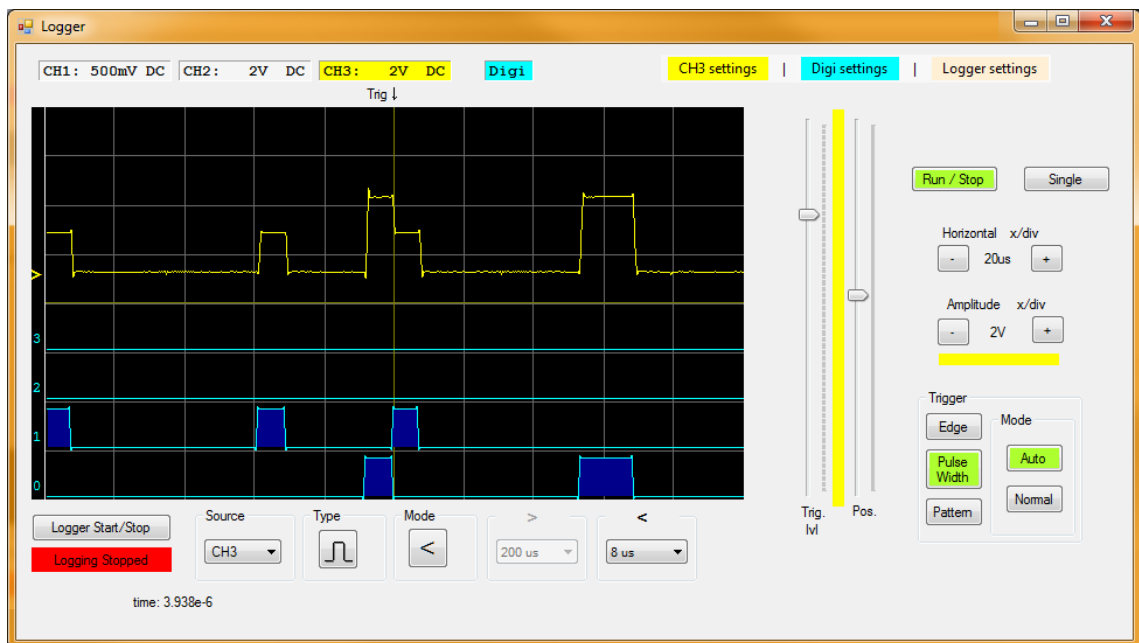 Logger
CH1: 500mV DC CH2: 2V DC CH3: 2V DC Digi CH3 settings | Digi settings | Logger settings
Trig ↓
Run / Stop Single
Horizontal x/div
- 20us +
Amplitude x/div
- 2V +
3
2
1
0
Trigger
Edge
Pulse Width
Pattern
Mode
Auto
Normal
Trig. lvl
Pos.
Logger Start/Stop
Logging Stopped
Source
CH3
Type
Mode
<
>
200 us
<
8 us
time: 3.938e-6